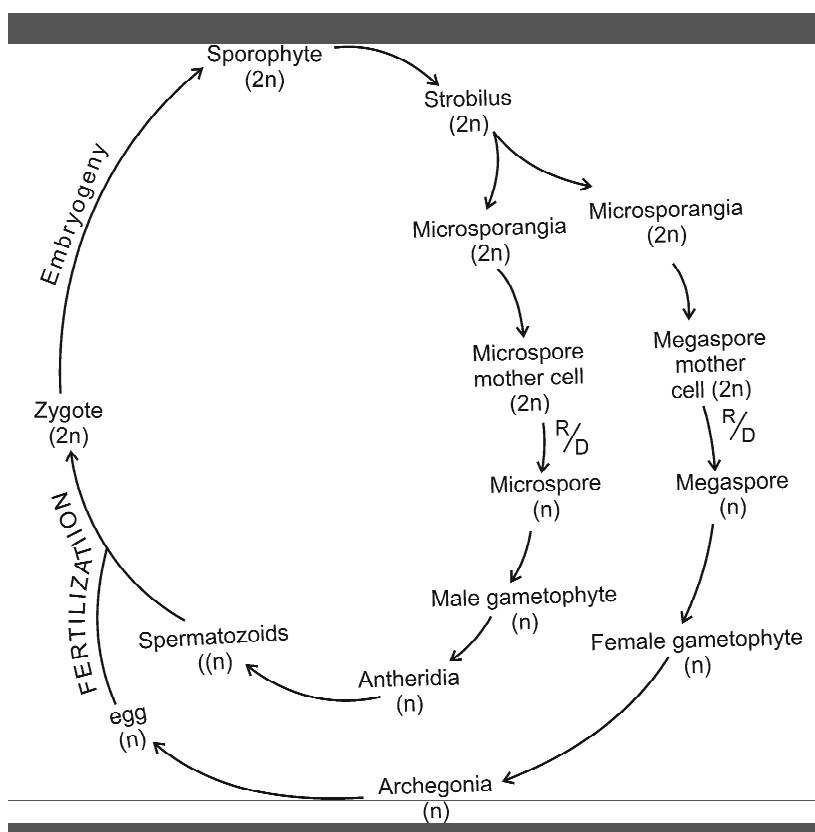 Sporophyte
(2n)
Strobilus
(2n)
Microsporangia
(2n)
Microsporangia
(2n)
Microspore
mother cell
(2n)
Megaspore
mother
cell (2n)
R/D
R/D
Microspore
(n)
Megaspore
(n)
Male gametophyte
(n)
Female gametophyte
(n)
Antheridia
(n)
Archegonia
(n)
Spermatozoids
((n)
egg
(n)
FERTILIZATIION
Zygote
(2n)
Embryogeny